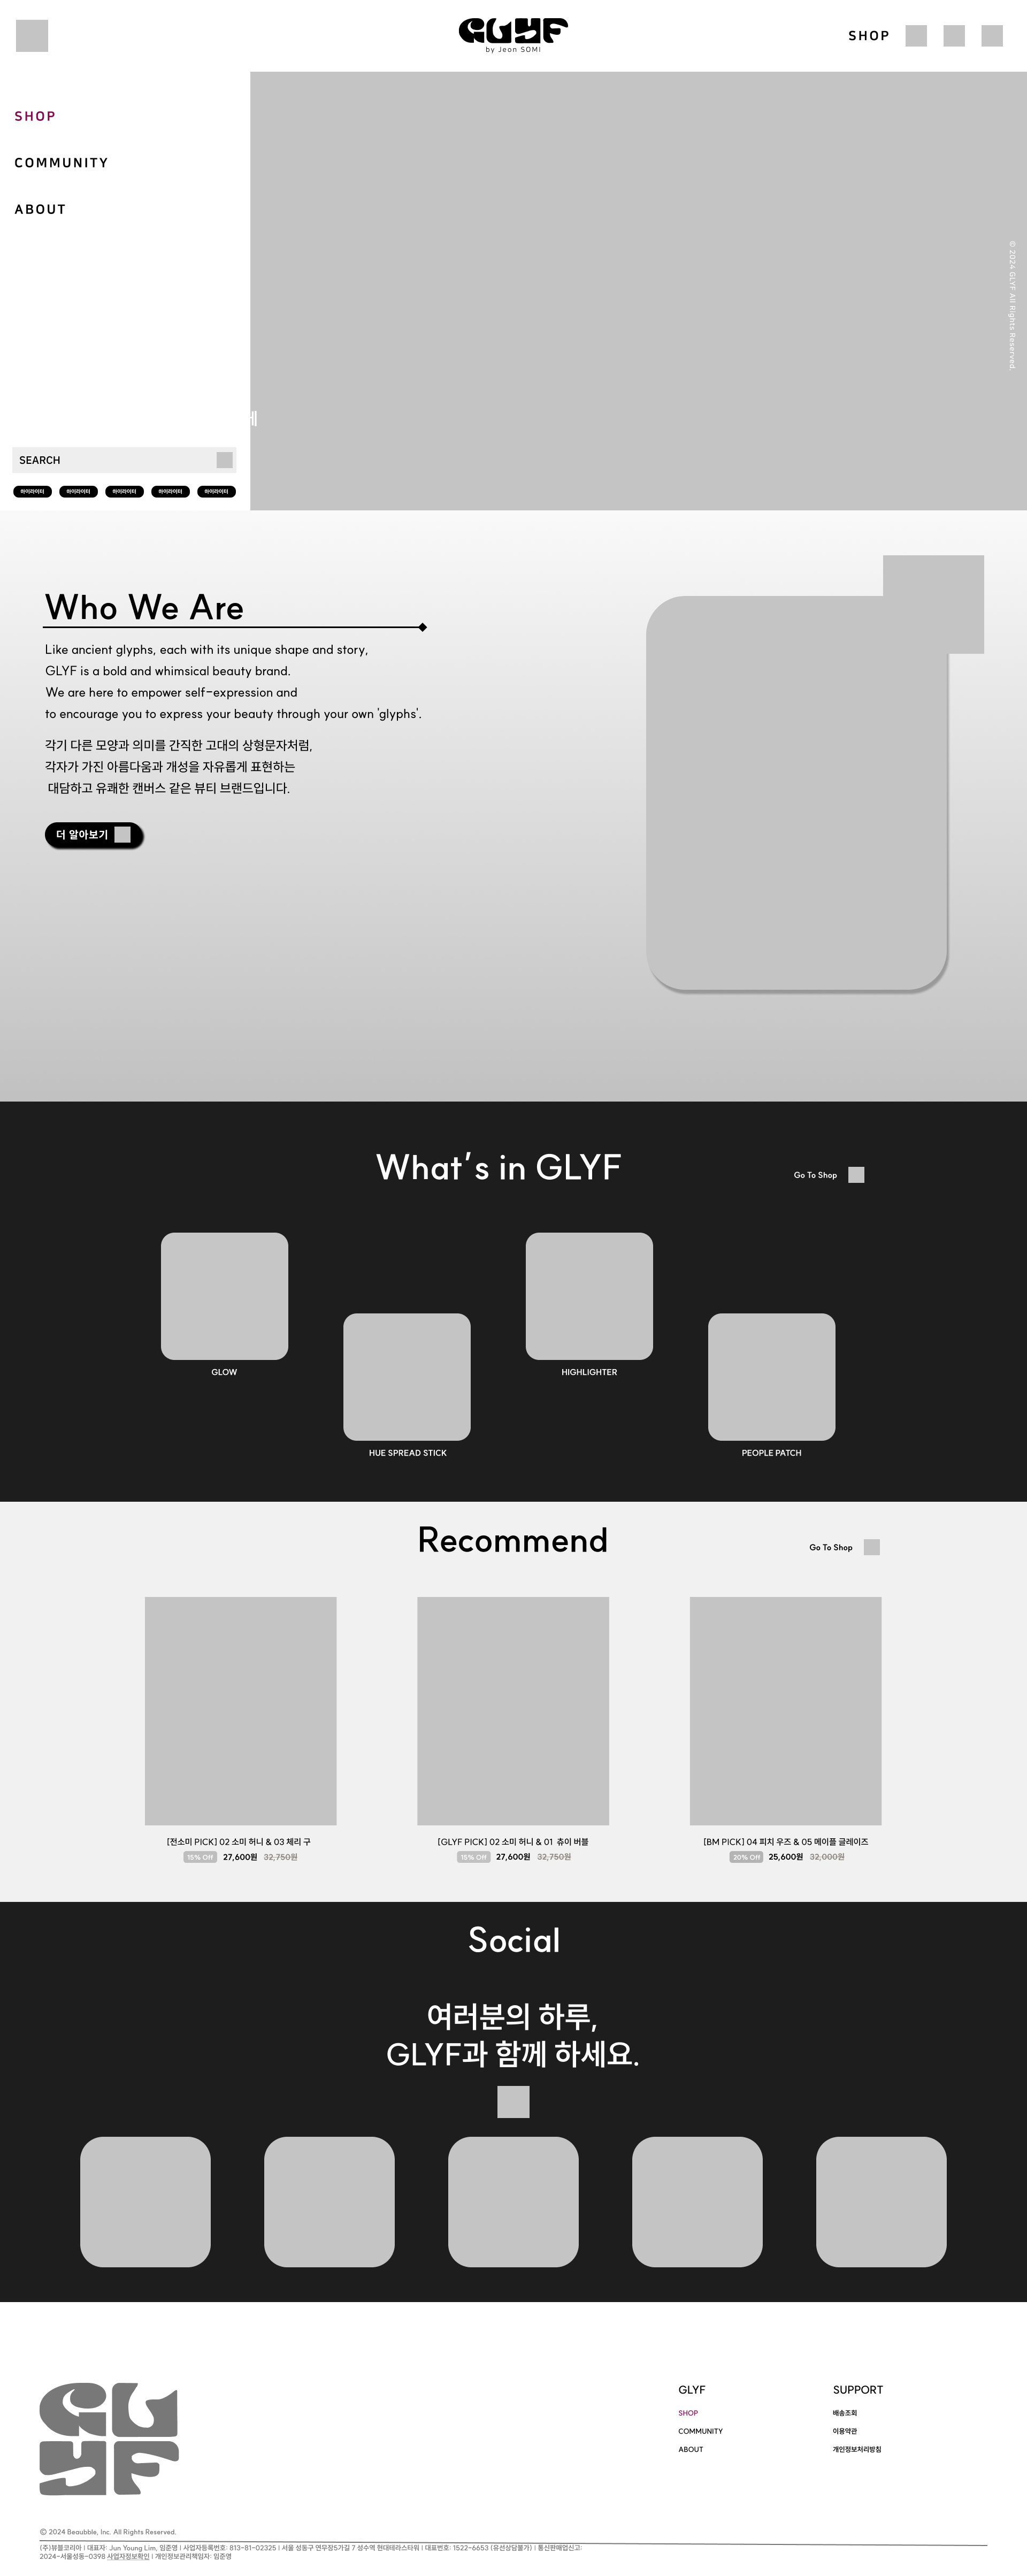 GLYF
by Jeon SOMI
SHOP
SHOP
COMMUNITY
ABOUT
© 2024 GLYF All Rights Reserved.
SEARCH
하이라이터 하이라이터 하이라이터 하이라이터 하이라이터
Who We Are
Like ancient glyphs, each with its unique shape and story,
GLYF is a bold and whimsical beauty brand.
We are here to empower self-expression and
to encourage you to express your beauty through your own 'glyphs'.
각기 다른 모양과 의미를 간직한 고대의 상형문자처럼,
각자가 가진 아름다움과 개성을 자유롭게 표현하는
대담하고 유쾌한 캔버스 같은 뷰티 브랜드입니다.
더 알아보기
What's in GLYF
Go To Shop
GLOW
HIGHLIGHTER
HUE SPREAD STICK
PEOPLE PATCH
Recommend
Go To Shop
[전소미 PICK] 02 소미 허니 & 03 체리 구
15% Off 27,600원 32,750원
[GLYF PICK] 02 소미 허니 & 01 츄이 버블
15% Off 27,600원 32,750원
[BM PICK] 04 피치 우즈 & 05 메이플 글레이즈
20% Off 25,600원 32,000원
Social
여러분의 하루,
GLYF과 함께 하세요.
GLYF
GLYF
SHOP
COMMUNITY
ABOUT
SUPPORT
배송조회
이용약관
개인정보처리방침
© 2024 Beaubble, Inc. All Rights Reserved.
(주)뷰블코리아 | 대표자: Jun Young Lim, 임준영 | 사업자등록번호: 813-81-02325 | 서울 성동구 연무장5가길 7 성수역 현대테라스타워 | 대표번호: 1522-6653 (유선상담불가) | 통신판매업신고:
2024-서울성동-0398 사업자정보확인 | 개인정보관리책임자: 임준영